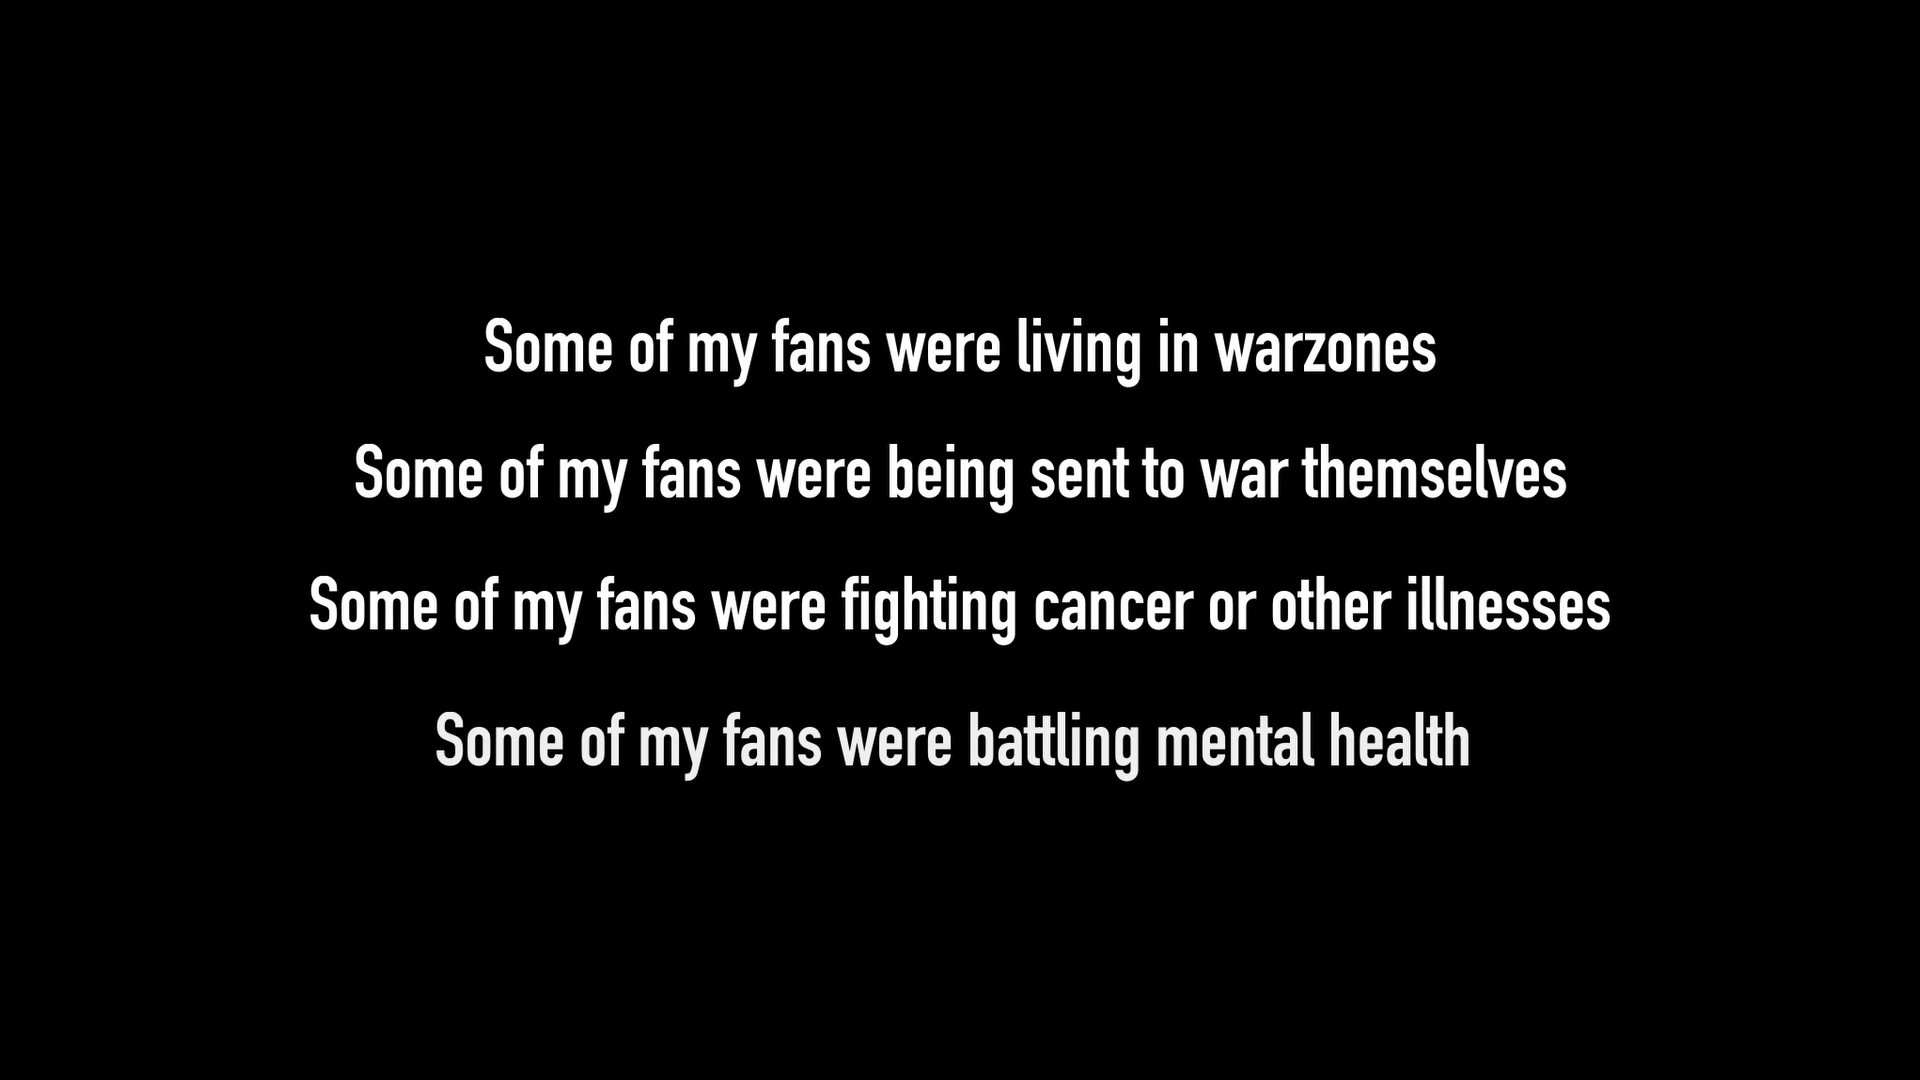 Some of my fans were living in warzones
Some of my fans were being sent to war themselves
Some of my fans were fighting cancer or other illnesses
Some of my fans were battling mental health